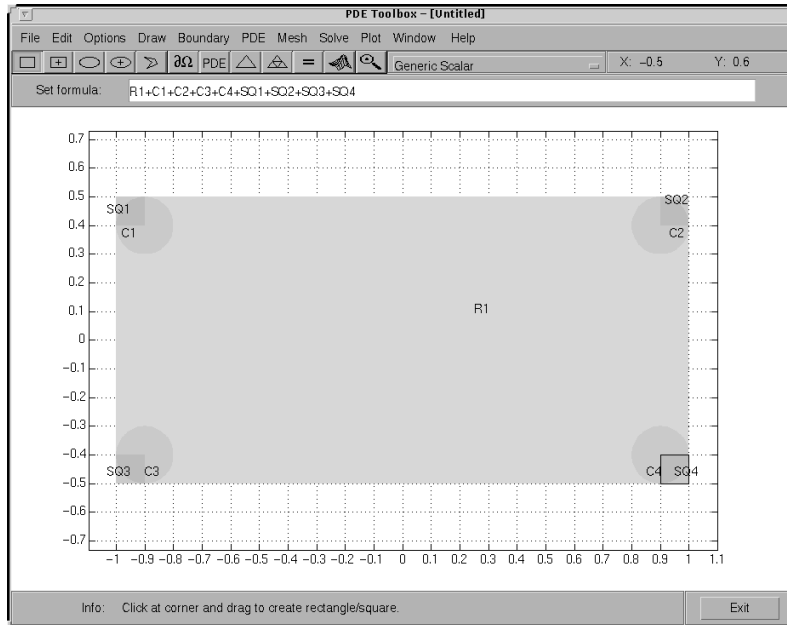 PDE Toolbox – [Untitled]
File Edit Options Draw Boundary PDE Mesh Solve Plot Window Help
∂Ω PDE = Generic Scalar X: −0.5 Y: 0.6
Set formula: R1+C1+C2+C3+C4+SQ1+SQ2+SQ3+SQ4
0.7
0.6
0.5
SQ1 SQ2
0.4
C1 C2
0.3
0.2
0.1
R1
0
−0.1
−0.2
−0.3
−0.4
SQ3 C3 C4 SQ4
−0.5
−0.6
−0.7
−1 −0.9 −0.8 −0.7 −0.6 −0.5 −0.4 −0.3 −0.2 −0.1 0 0.1 0.2 0.3 0.4 0.5 0.6 0.7 0.8 0.9 1 1.1
Info: Click at corner and drag to create rectangle/square. Exit